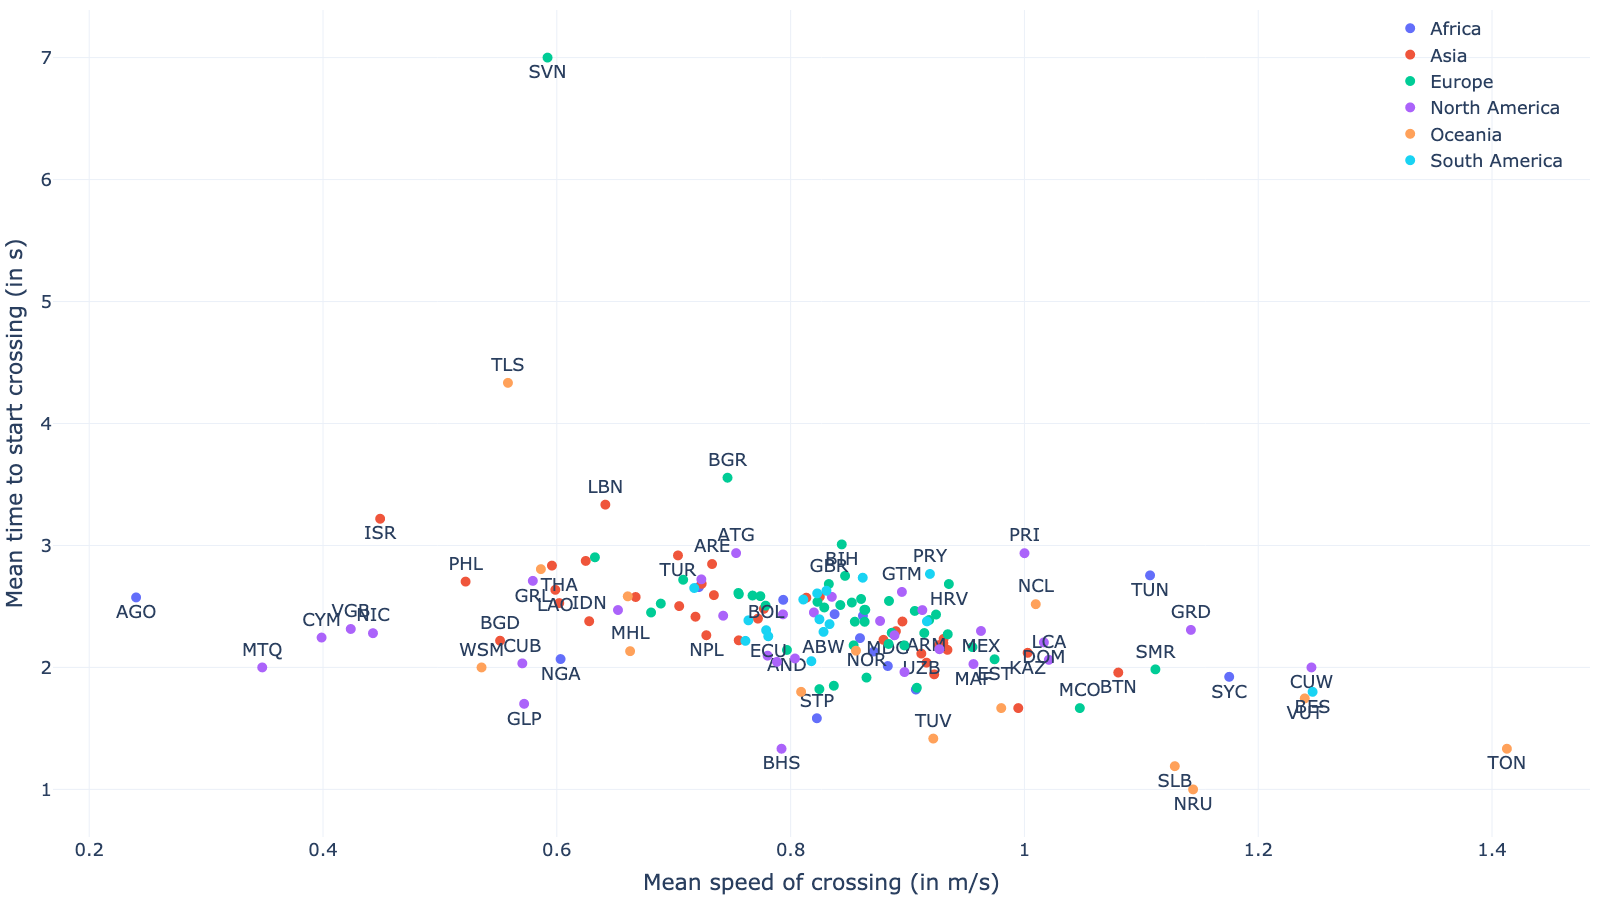 Africa
Asia
Europe
North America
Oceania
South America
7
SVN
6
5
TLS
4
BGR
LBN
ISR
3
ATG
PRI
ARE
BIH
PRY
PHL
TUR
GBR
GTM
NCL
TUN
THA
GRL
LAO
IDN
HRV
AGO
CYM
VGB
NIC
BGD
MHL
BOL
GRD
MTQ
WSM
CUB
NPL
ECU
ABW
MDG
ARM
MEX
LCA
DOM
SMR
2
NGA
AND
NOR
UZB
MAF
EST
KAZ
BTN
MCO
SYC
CUW
GLP
STP
TUV
BES
VUT
BHS
TON
SLB
1
NRU
0.2
0.4
0.6
0.8
1
1.2
1.4
Mean speed of crossing (in m/s)
Mean time to start crossing (in s)